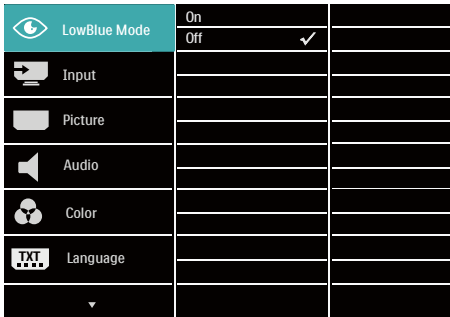 LowBlue Mode
On
Off
Input
Picture
Audio
Color
TXT
Language